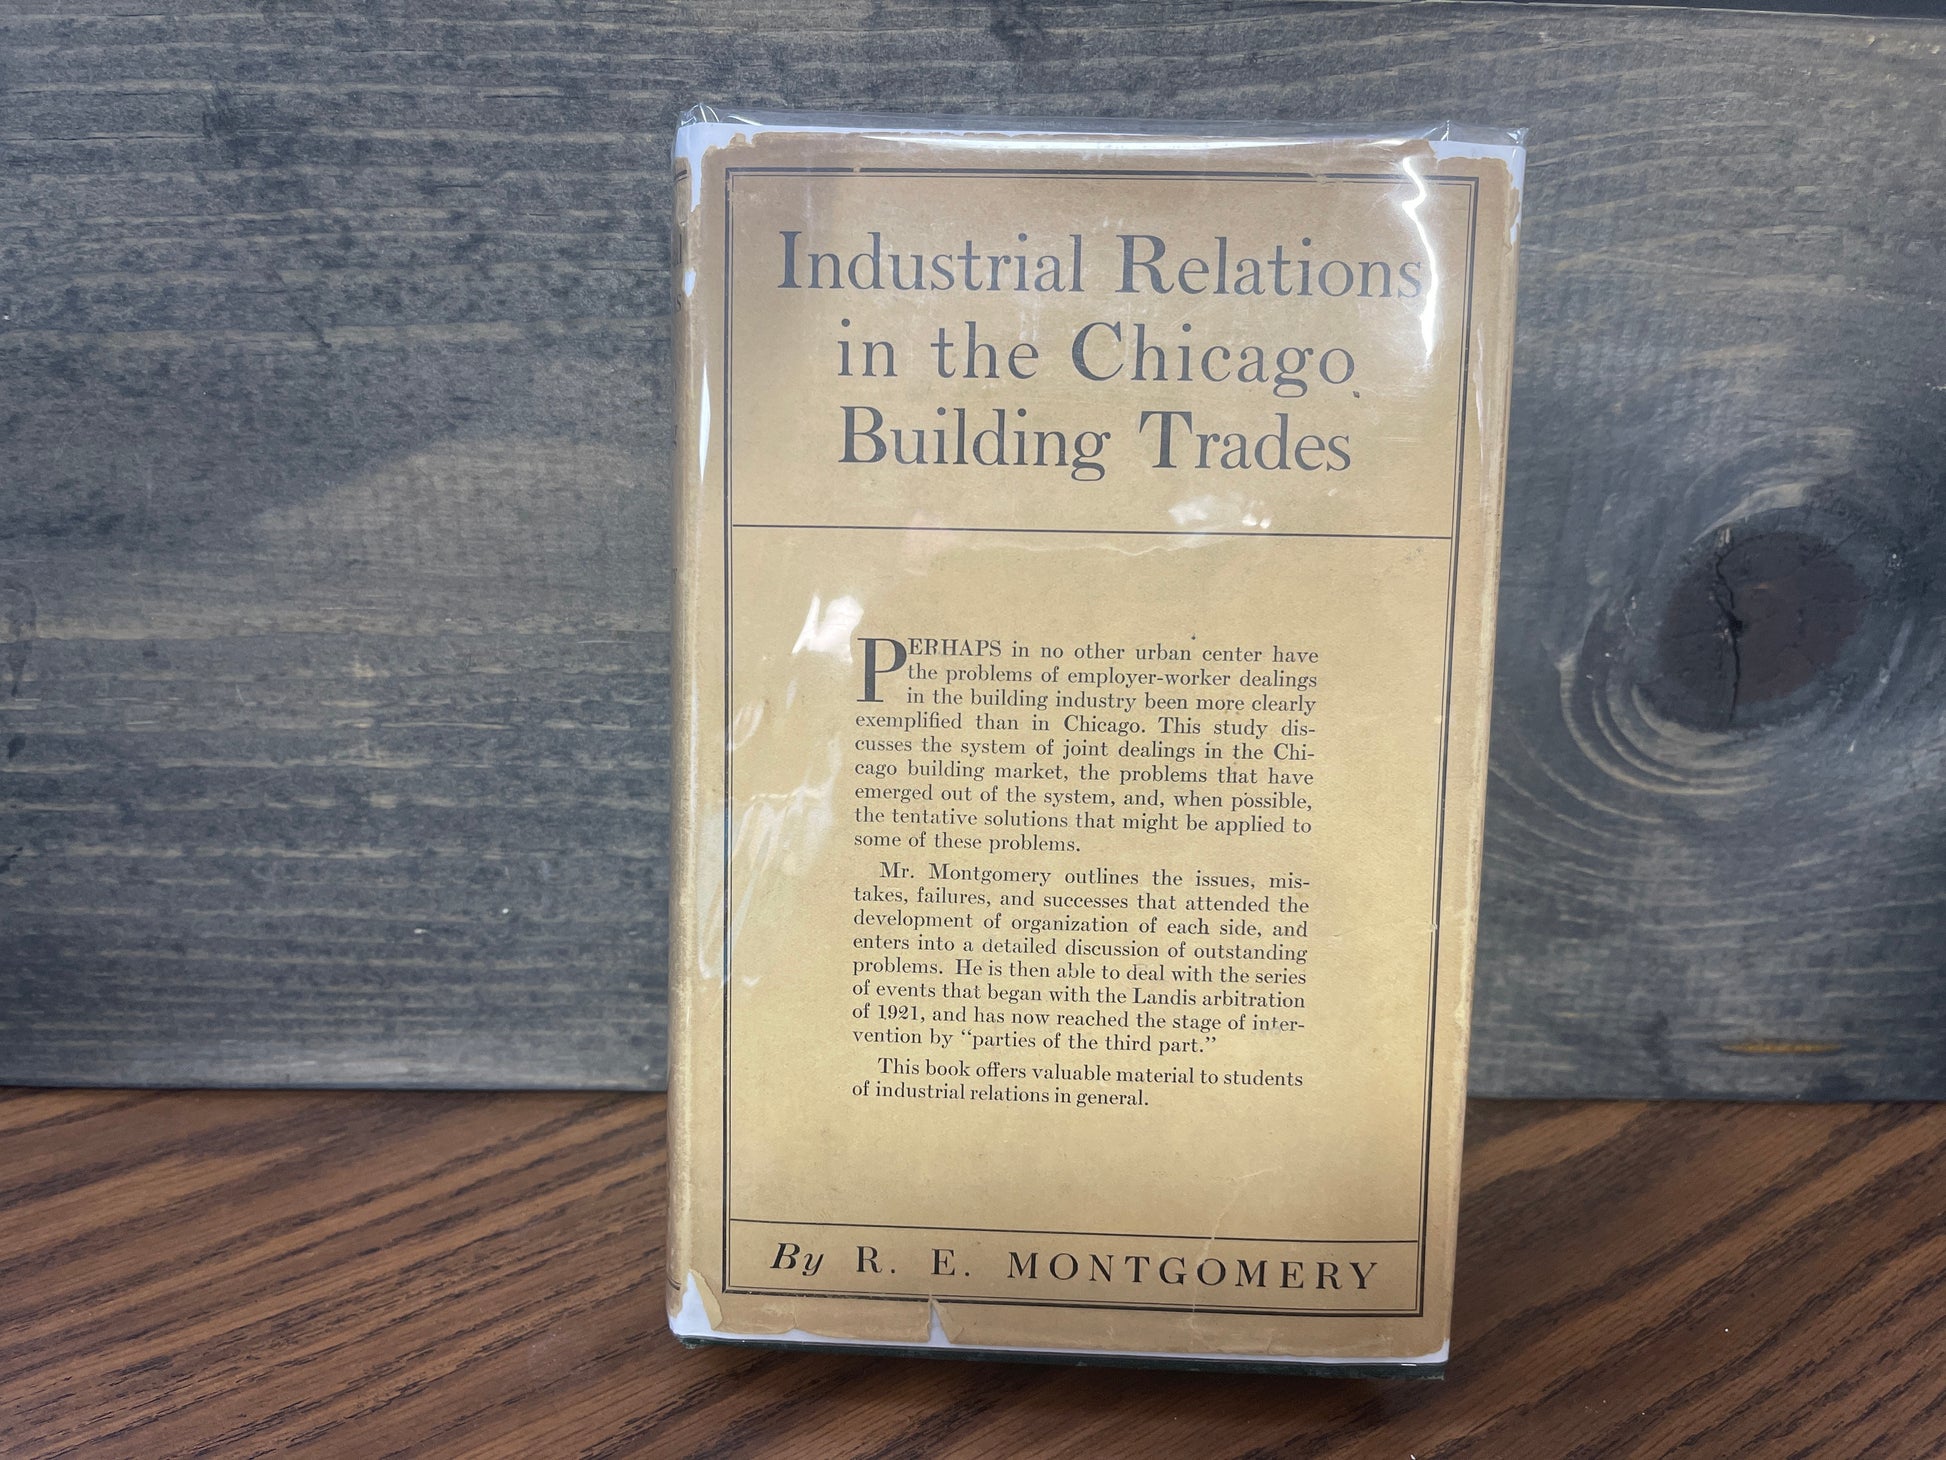 Industrial Relations
in the Chicago
Building Trades
PERHAPS in no other urban center have
the problems of employer-worker dealings
in the building industry been more clearly
exemplified than in Chicago. This study dis-
cusses the system of joint dealings in the Chi-
cago building market, the problems that have
emerged out of the system, and, when possible,
the tentative solutions that might be applied to
some of these problems.
Mr. Montgomery outlines the issues, mis-
takes, failures, and successes that attended the
development of organization of each side, and
enters into a detailed discussion of outstanding
problems. He is then able to deal with the series
of events that began with the Landis arbitration
of 1921, and has now reached the stage of inter-
vention by “parties of the third part.”
This book offers valuable material to students
of industrial relations in general.
By R. E. MONTGOMERY